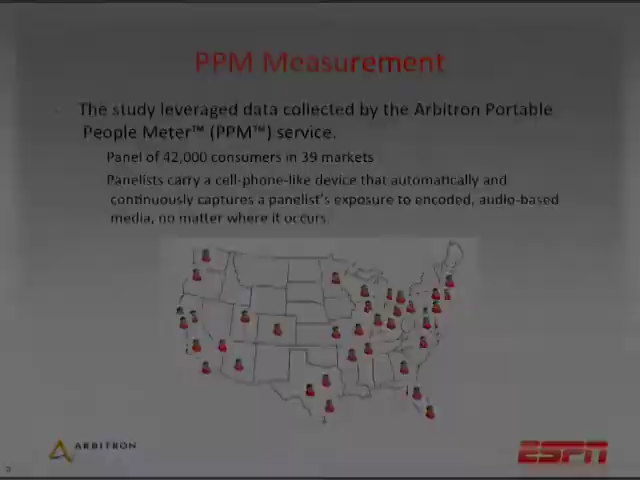 PPM Measurement
The study leveraged data collected by the Arbitron Portable
People Meter™ (PPM™) service.
Panel of 42,000 consumers in 39 markets
Panelists carry a cell-phone-like device that automatically and
continuously captures a panelist's exposure to encoded, audio-based
media, no matter where it occurs.
ARBITRON
ESPN